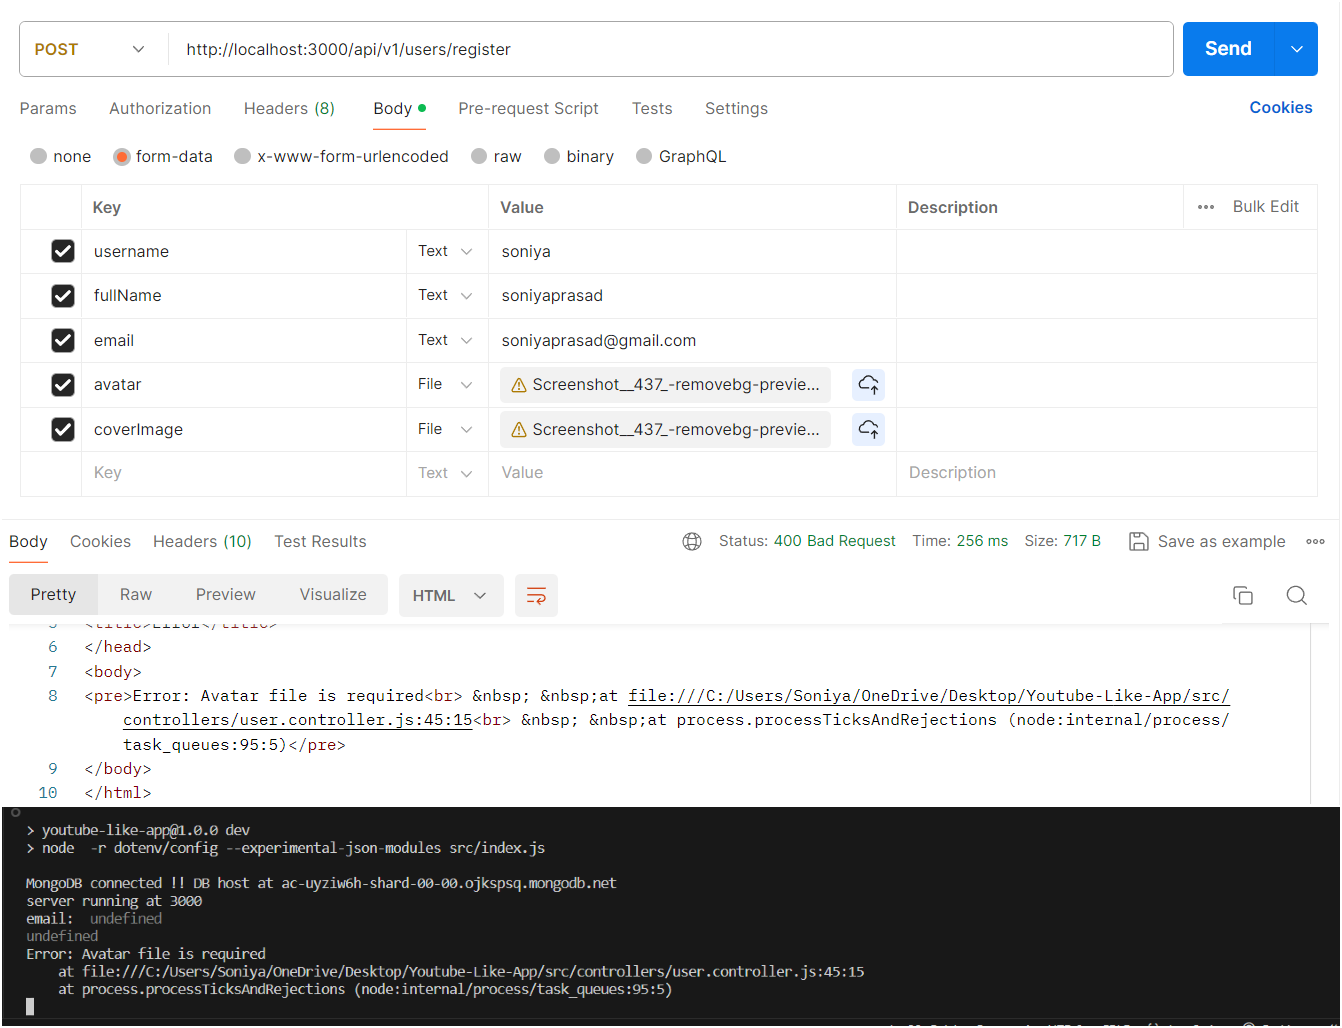 POST http://localhost:3000/api/v1/users/register Send
Params Authorization Headers (8) Body Pre-request Script Tests Settings Cookies
none form-data x-www-form-urlencoded raw binary GraphQL
Key Value Description ••• Bulk Edit
username Text soniya
fullName Text soniyaprasad
email Text soniyaprasad@gmail.com
avatar File Screenshot__437_-removebg-previe...
coverImage File Screenshot__437_-removebg-previe...
Key Text Value Description
Body Cookies Headers (10) Test Results Status: 400 Bad Request Time: 256 ms Size: 717 B Save as example
Pretty Raw Preview Visualize HTML
5 <title>Error</title>
6 </head>
7 <body>
8 <pre>Error: Avatar file is required<br> &nbsp; &nbsp;at file:///C:/Users/Soniya/OneDrive/Desktop/Youtube-Like-App/src/
controllers/user.controller.js:45:15<br> &nbsp; &nbsp;at process.processTicksAndRejections (node:internal/process/
task_queues:95:5)</pre>
9 </body>
10 </html>
> youtube-like-app@1.0.0 dev
> node -r dotenv/config --experimental-json-modules src/index.js
MongoDB connected !! DB host at ac-uyziw6h-shard-00-00.ojkspsq.mongodb.net
server running at 3000
email: undefined
undefined
Error: Avatar file is required
at file:///C:/Users/Soniya/OneDrive/Desktop/Youtube-Like-App/src/controllers/user.controller.js:45:15
at process.processTicksAndRejections (node:internal/process/task_queues:95:5)